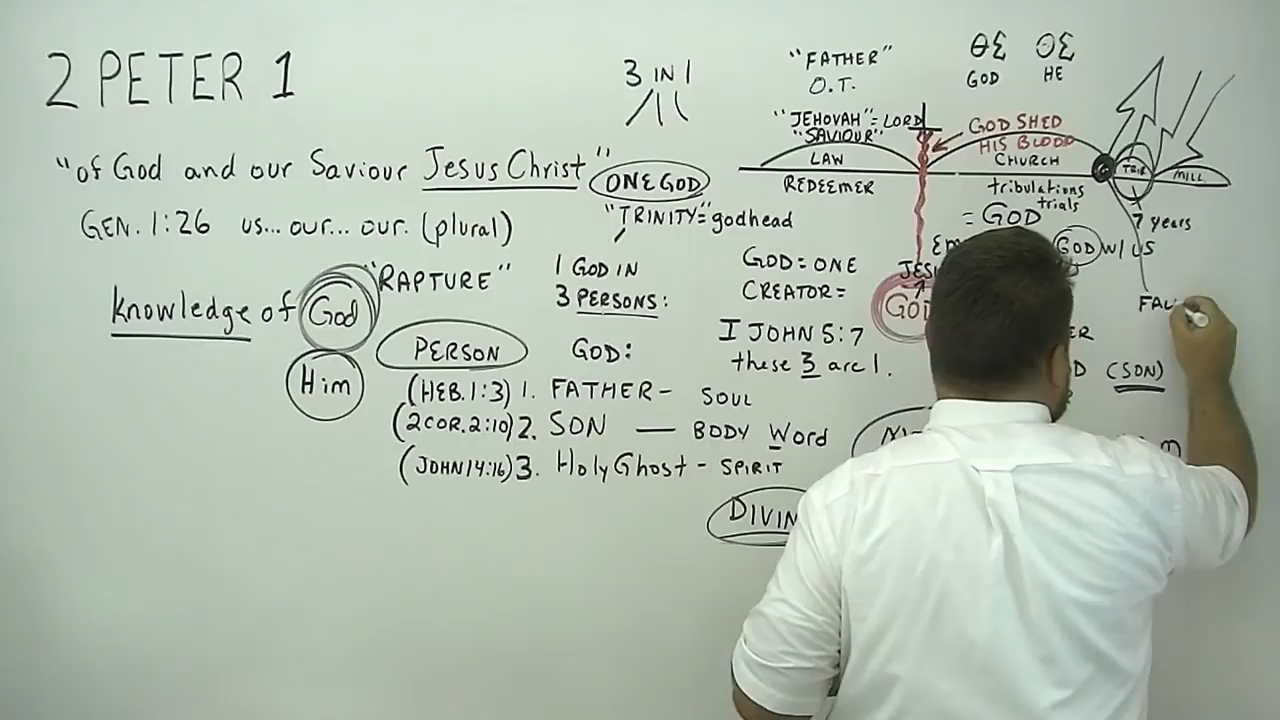 2 PETER 1
"of God and our Saviour Jesus Christ"
GEN. 1:26 us... our... our. (plural)
Knowledge of God
Him
"RAPTURE"
PERSON
3 IN 1
ONE GOD
"TRINITY"= godhead
1 GOD IN
3 PERSONS:
GOD:
(HEB. 1:3) 1. FATHER - SOUL
(2COR. 2:10) 2. SON — BODY Word
(JOHN 14:16) 3. Holy Ghost - SPIRIT
GOD = ONE
CREATOR =
I JOHN 5:7
these 3 are 1.
"FATHER"
O.T.
"JEHOVAH" = LORD
"SAVIOUR"
LAW
REDEEMER
ΘΣ ΟΣ
GOD HE
GOD SHED
HIS BLOOD
CHURCH
tribulations
trials
TRIB
MILL
7 years
= GOD
GOD W/ US
GOD
(SON)